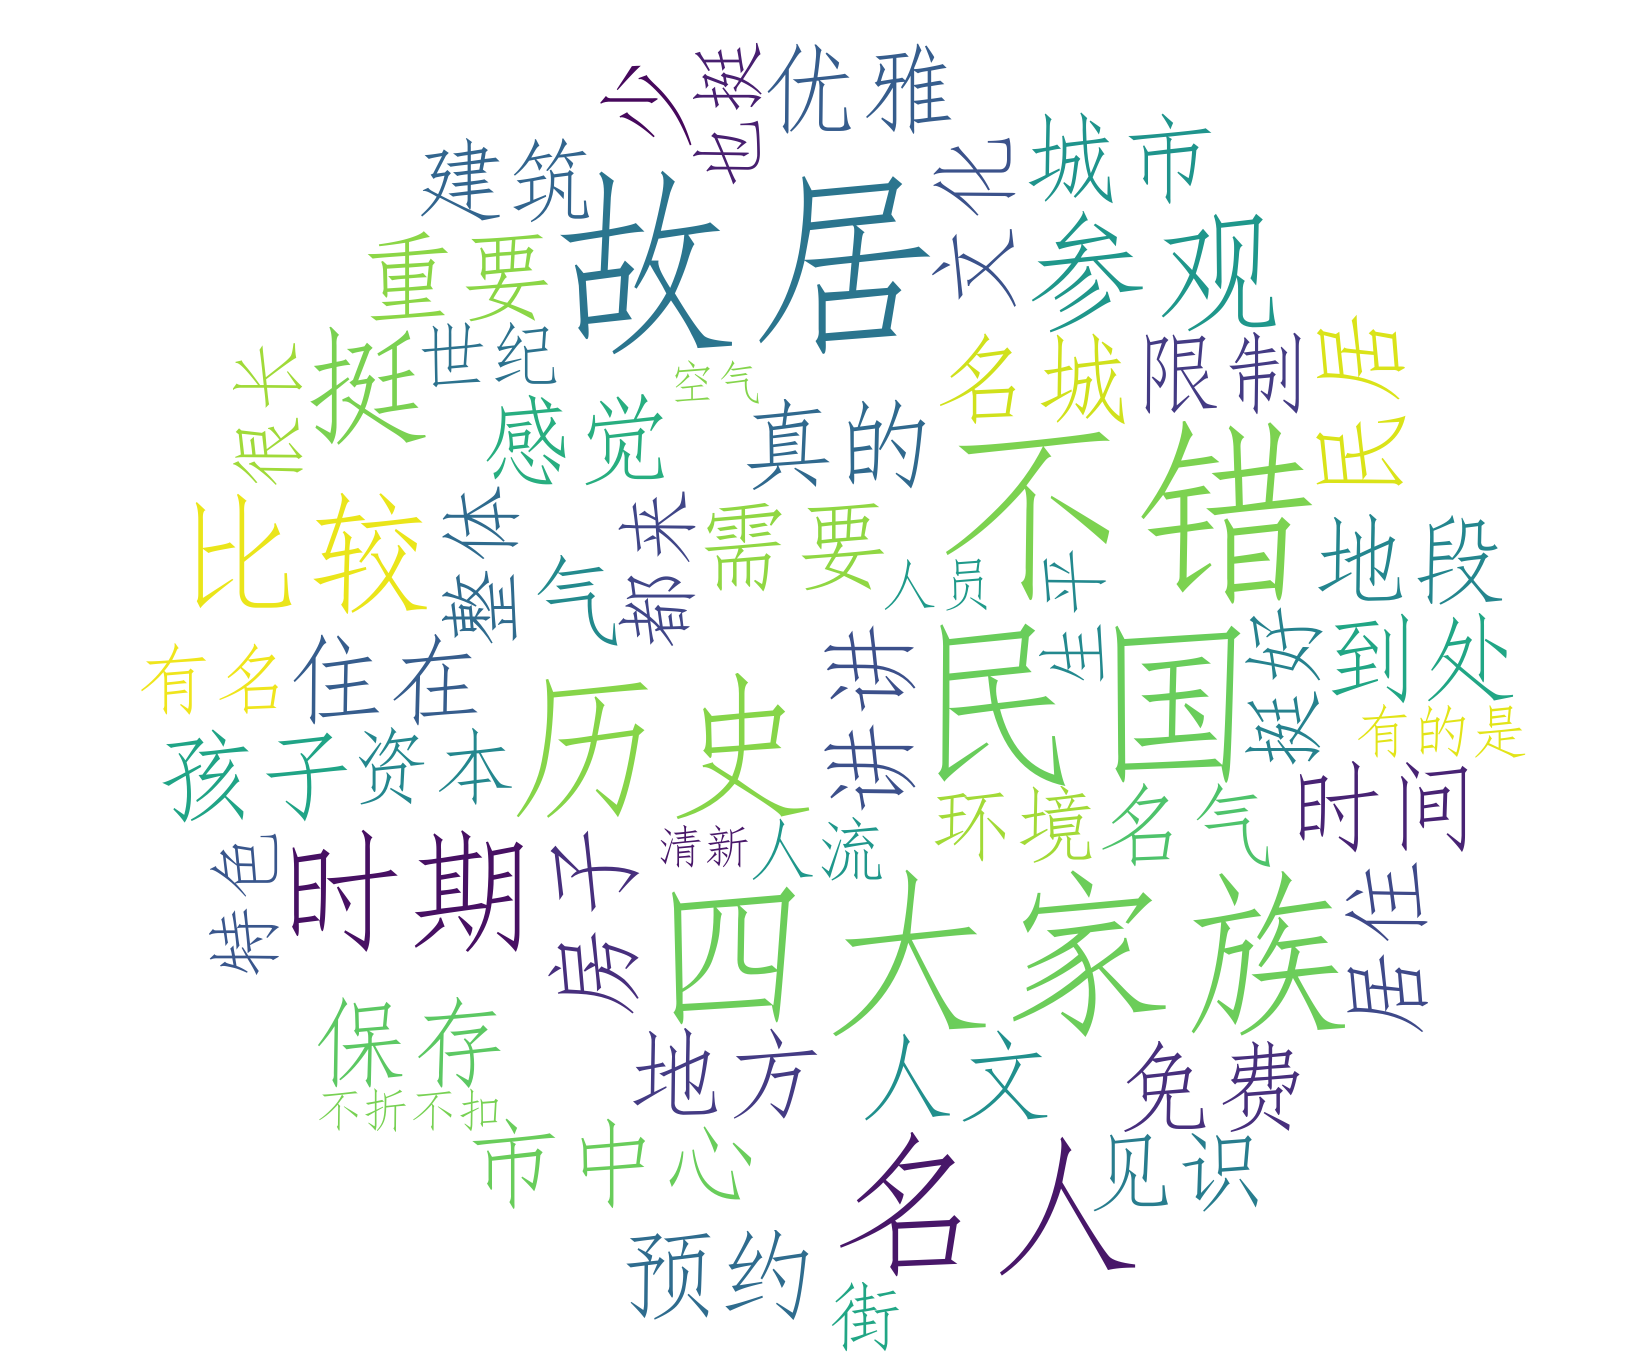 优雅
也挺
少
城市
文化
建筑
故居
参观
重要
民居
世纪
挺
名城
限制
很长
空气
感觉
真的
不错
比较
整体
都来
需要
地段
气
人员
生平
有名
住在
民国
讲讲
挺好
到处
历史
有的是
孩子
资本
环境
名气
时间
清新
人流
时期
特色
房子
四大家族
居住
保存
地方
人文
免费
不折不扣
市中心
名人
见识
预约
街